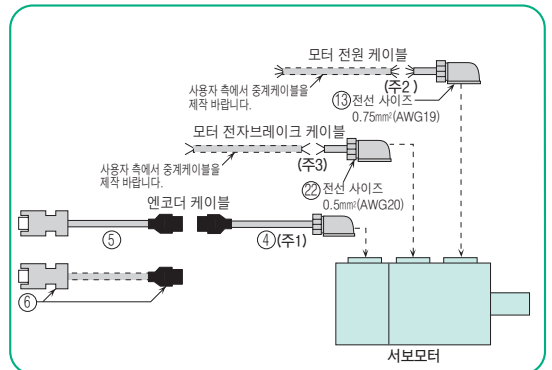 모터 전원 케이블
사용자 측에서 중계케이블을
제작 바랍니다.
(주2)
⑬ 전선 사이즈
0.75mm²(AWG19)
모터 전자브레이크 케이블
사용자 측에서 중계케이블을
제작 바랍니다.
(주3)
㉒ 전선 사이즈
0.5mm²(AWG20)
엔코더 케이블
⑤
④(주1)
⑥
서보모터